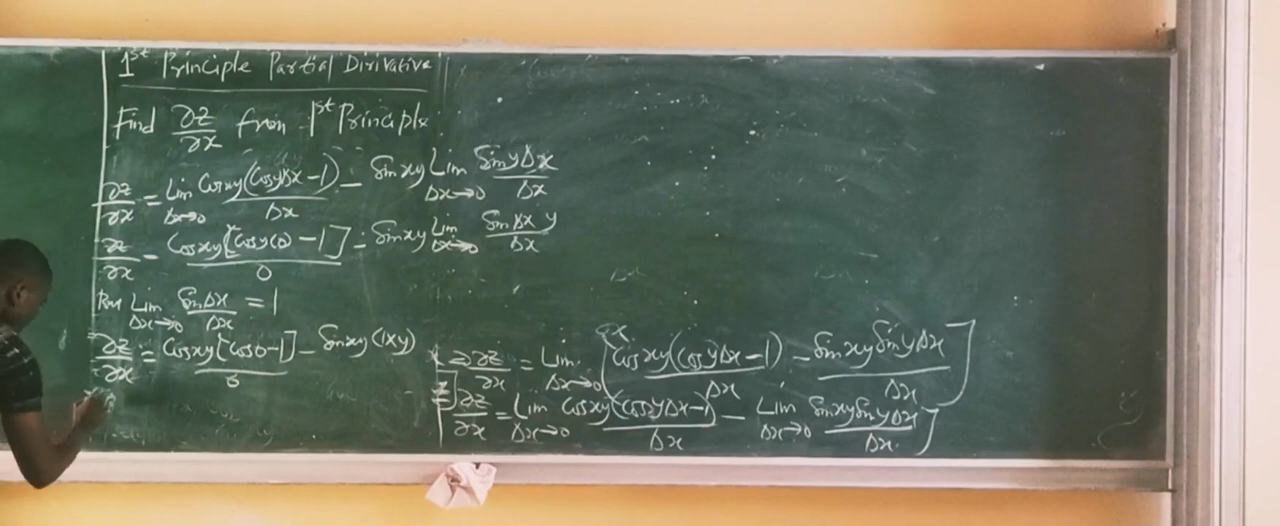 1st Principle Partial Dirivative
Find ∂z/∂x from 1st Principle
∂z/∂x = Lim Δx→0 Cosxy(CosyΔx − 1)/Δx − Sinxy Lim Δx→0 SinyΔx/Δx
∂z/∂x = Cosxy[Cosy(0) − 1]/0 − Sinxy Lim Δx→0 SinΔx y/Δx
But Lim Δx→0 SinΔx/Δx = 1
∂z/∂x = Cosxy[Cos0 − 1]/0 − Sinxy(1xy)
∂z/∂x = Lim Δx→0 [Cosxy(CosyΔx − 1)/Δx − SinxySinyΔx/Δx]
∂z/∂x = Lim Δx→0 Cosxy(CosyΔx − 1)/Δx − Lim Δx→0 SinxySinyΔx/Δx]